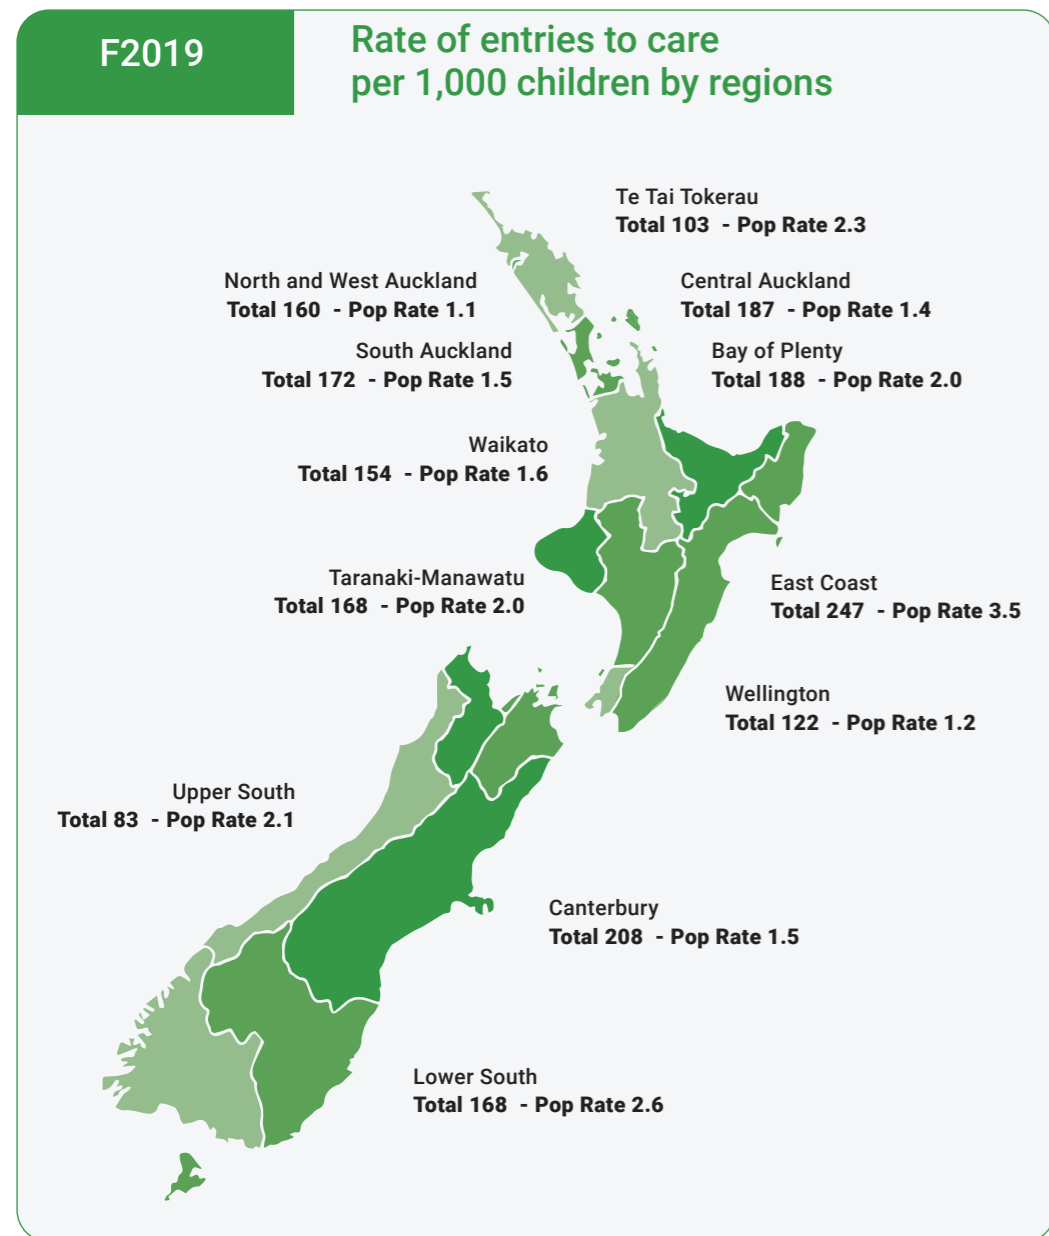 F2019
Rate of entries to care
per 1,000 children by regions
Te Tai Tokerau
Total 103 - Pop Rate 2.3
North and West Auckland
Total 160 - Pop Rate 1.1
Central Auckland
Total 187 - Pop Rate 1.4
South Auckland
Total 172 - Pop Rate 1.5
Bay of Plenty
Total 188 - Pop Rate 2.0
Waikato
Total 154 - Pop Rate 1.6
Taranaki-Manawatu
Total 168 - Pop Rate 2.0
East Coast
Total 247 - Pop Rate 3.5
Wellington
Total 122 - Pop Rate 1.2
Upper South
Total 83 - Pop Rate 2.1
Canterbury
Total 208 - Pop Rate 1.5
Lower South
Total 168 - Pop Rate 2.6